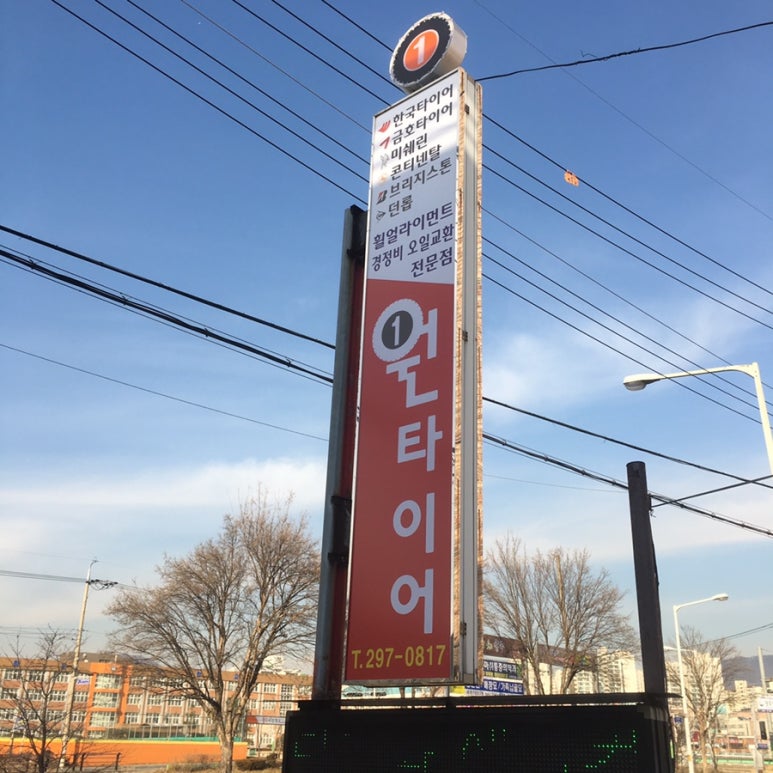 1
한국타이어
금호타이어
미쉐린
콘티넨탈
브리지스톤
던롭
휠얼라이먼트
경정비 오일교환
전문점
1
원타이어
T.297-0817